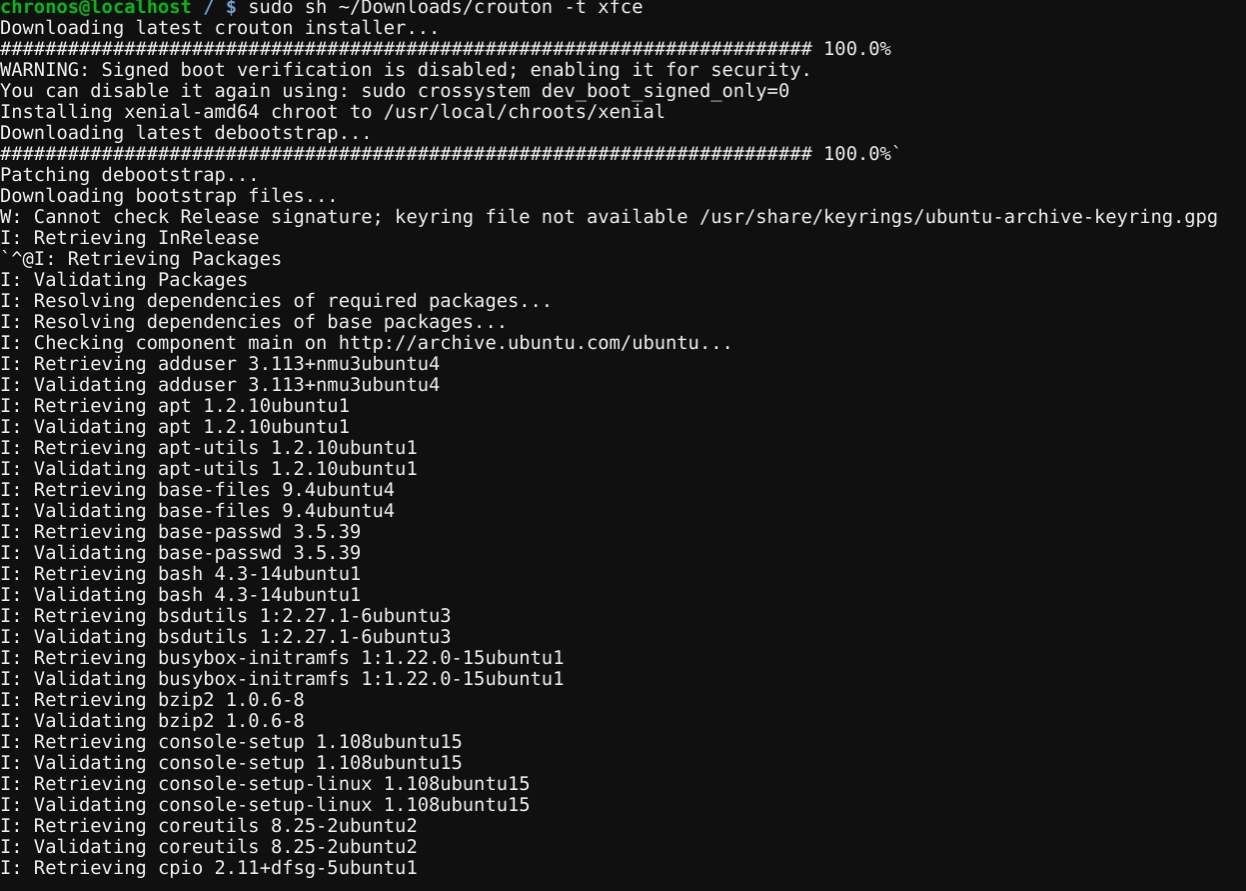 chronos@localhost / $ sudo sh ~/Downloads/crouton -t xfce
Downloading latest crouton installer...
######################################################################## 100.0%
WARNING: Signed boot verification is disabled; enabling it for security.
You can disable it again using: sudo crossystem dev_boot_signed_only=0
Installing xenial-amd64 chroot to /usr/local/chroots/xenial
Downloading latest debootstrap...
######################################################################## 100.0%`
Patching debootstrap...
Downloading bootstrap files...
W: Cannot check Release signature; keyring file not available /usr/share/keyrings/ubuntu-archive-keyring.gpg
I: Retrieving InRelease
`^@I: Retrieving Packages
I: Validating Packages
I: Resolving dependencies of required packages...
I: Resolving dependencies of base packages...
I: Checking component main on http://archive.ubuntu.com/ubuntu...
I: Retrieving adduser 3.113+nmu3ubuntu4
I: Validating adduser 3.113+nmu3ubuntu4
I: Retrieving apt 1.2.10ubuntu1
I: Validating apt 1.2.10ubuntu1
I: Retrieving apt-utils 1.2.10ubuntu1
I: Validating apt-utils 1.2.10ubuntu1
I: Retrieving base-files 9.4ubuntu4
I: Validating base-files 9.4ubuntu4
I: Retrieving base-passwd 3.5.39
I: Validating base-passwd 3.5.39
I: Retrieving bash 4.3-14ubuntu1
I: Validating bash 4.3-14ubuntu1
I: Retrieving bsdutils 1:2.27.1-6ubuntu3
I: Validating bsdutils 1:2.27.1-6ubuntu3
I: Retrieving busybox-initramfs 1:1.22.0-15ubuntu1
I: Validating busybox-initramfs 1:1.22.0-15ubuntu1
I: Retrieving bzip2 1.0.6-8
I: Validating bzip2 1.0.6-8
I: Retrieving console-setup 1.108ubuntu15
I: Validating console-setup 1.108ubuntu15
I: Retrieving console-setup-linux 1.108ubuntu15
I: Validating console-setup-linux 1.108ubuntu15
I: Retrieving coreutils 8.25-2ubuntu2
I: Validating coreutils 8.25-2ubuntu2
I: Retrieving cpio 2.11+dfsg-5ubuntu1